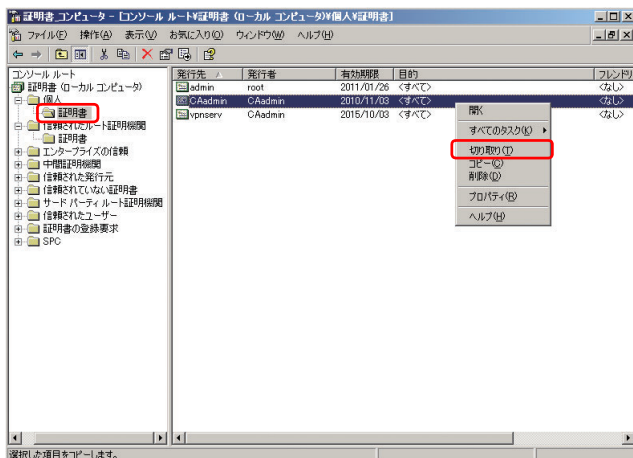 証明書_コンピュータ - [コンソール ルート¥証明書 (ローカル コンピュータ)¥個人¥証明書]
ファイル(F) 操作(A) 表示(V) お気に入り(O) ウィンドウ(W) ヘルプ(H)
コンソール ルート
証明書 (ローカル コンピュータ)
個人
証明書
信頼されたルート証明機関
証明書
エンタープライズの信頼
中間証明機関
信頼された発行元
信頼されていない証明書
サード パーティ ルート証明機関
信頼されたユーザー
証明書の登録要求
SPC
発行先 発行者 有効期限 目的 フレンドリ
admin root 2011/01/26 <すべて> <なし>
CAadmin CAadmin 2010/11/03 <すべて> <なし>
vpnserv CAadmin 2015/10/03 <すべて> <なし>
開く
すべてのタスク(K)
切り取り(T)
コピー(C)
削除(D)
プロパティ(R)
ヘルプ(H)
選択した項目をコピーします。